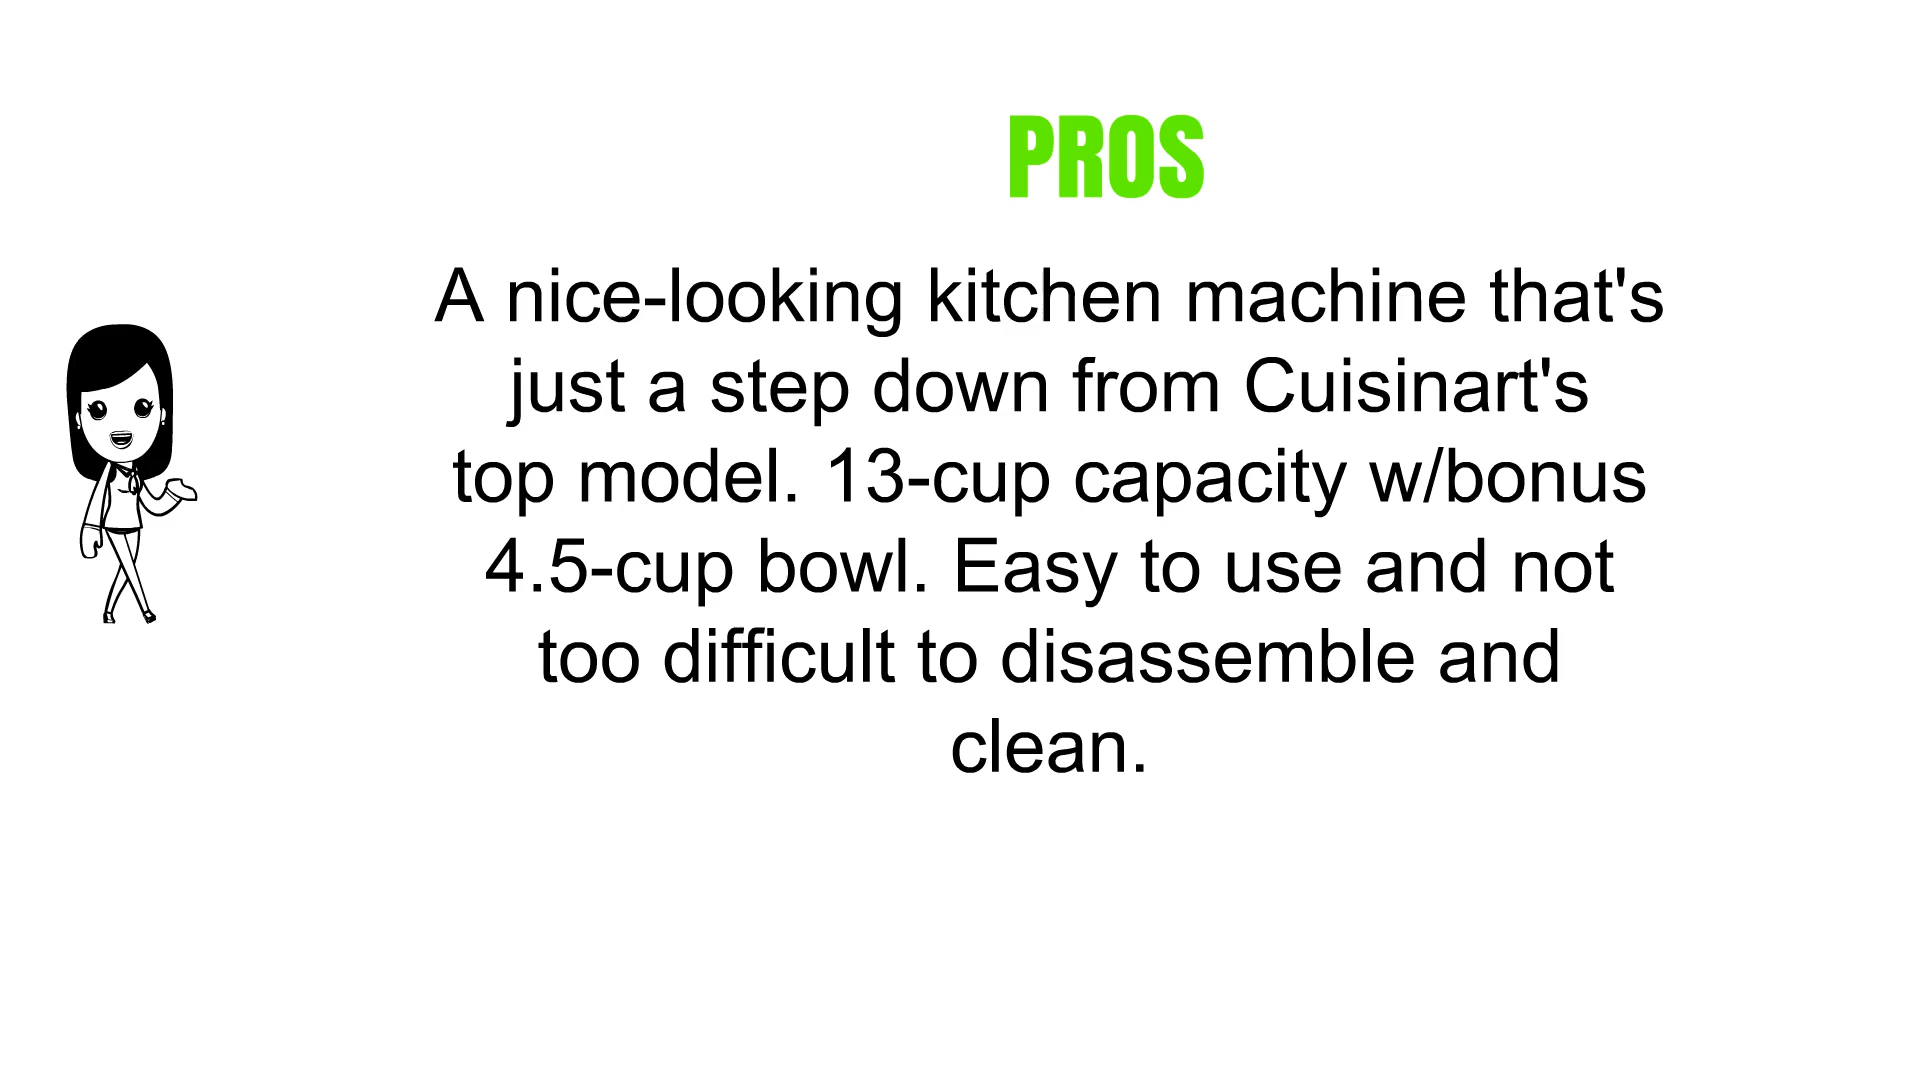 PROS
A nice-looking kitchen machine that's
just a step down from Cuisinart's
top model. 13-cup capacity w/bonus
4.5-cup bowl. Easy to use and not
too difficult to disassemble and
clean.